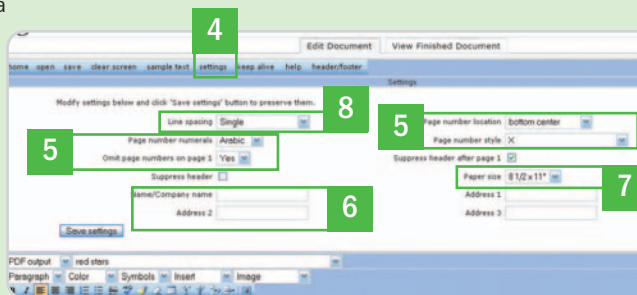 a
4
Edit Document View Finished Document
home open save clear screen sample text settings keep alive help header/footer
Settings
Modify settings below and click 'Save settings' button to preserve them.
8
Line spacing Single
Page number location bottom center
5
Page number numerals Arabic
5
Page number style X
Omit page numbers on page 1 Yes
Suppress header after page 1
Suppress header
Paper size 8 1/2 x 11"
7
Name/Company name
Address 1
6
Address 2
Address 3
Save settings
PDF output red stars
Paragraph Color Symbols Insert Image